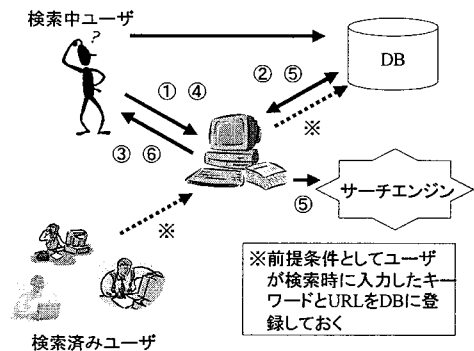 検索中ユーザ
?
DB
① ④
② ⑤
※
③ ⑥
⑤
サーチエンジン
※
※前提条件としてユーザ
が検索時に入力したキー
ワードとURLをDBに登
録しておく
検索済みユーザ